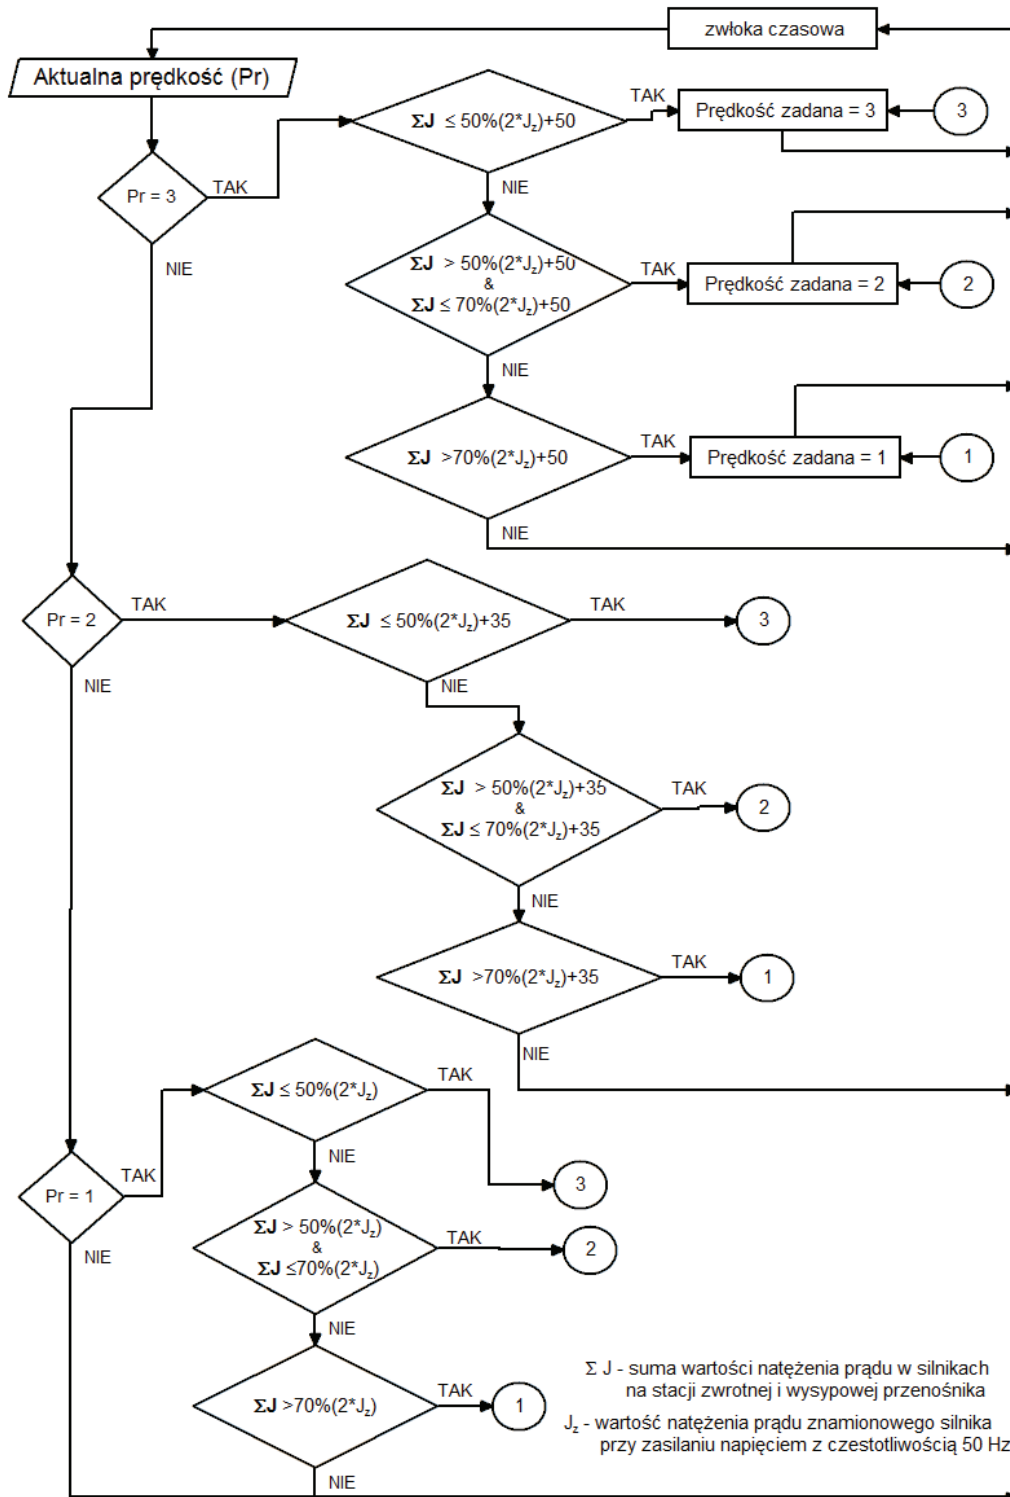 zwłoka czasowa
Aktualna prędkość (Pr)
ΣJ ≤ 50%(2*Jz)+50
TAK
Prędkość zadana = 3
3
Pr = 3
TAK
NIE
NIE
ΣJ > 50%(2*Jz)+50
&
ΣJ ≤ 70%(2*Jz)+50
TAK
Prędkość zadana = 2
2
NIE
ΣJ >70%(2*Jz)+50
TAK
Prędkość zadana = 1
1
NIE
Pr = 2
TAK
ΣJ ≤ 50%(2*Jz)+35
TAK
3
NIE
NIE
ΣJ > 50%(2*Jz)+35
&
ΣJ ≤ 70%(2*Jz)+35
TAK
2
NIE
ΣJ >70%(2*Jz)+35
TAK
1
NIE
ΣJ ≤ 50%(2*Jz)
TAK
3
Pr = 1
TAK
NIE
NIE
ΣJ > 50%(2*Jz)
&
ΣJ ≤70%(2*Jz)
TAK
2
NIE
ΣJ >70%(2*Jz)
TAK
1
NIE
Σ J - suma wartości natężenia prądu w silnikach
na stacji zwrotnej i wysypowej przenośnika
Jz - wartość natężenia prądu znamionowego silnika
przy zasilaniu napięciem z czestotliwością 50 Hz